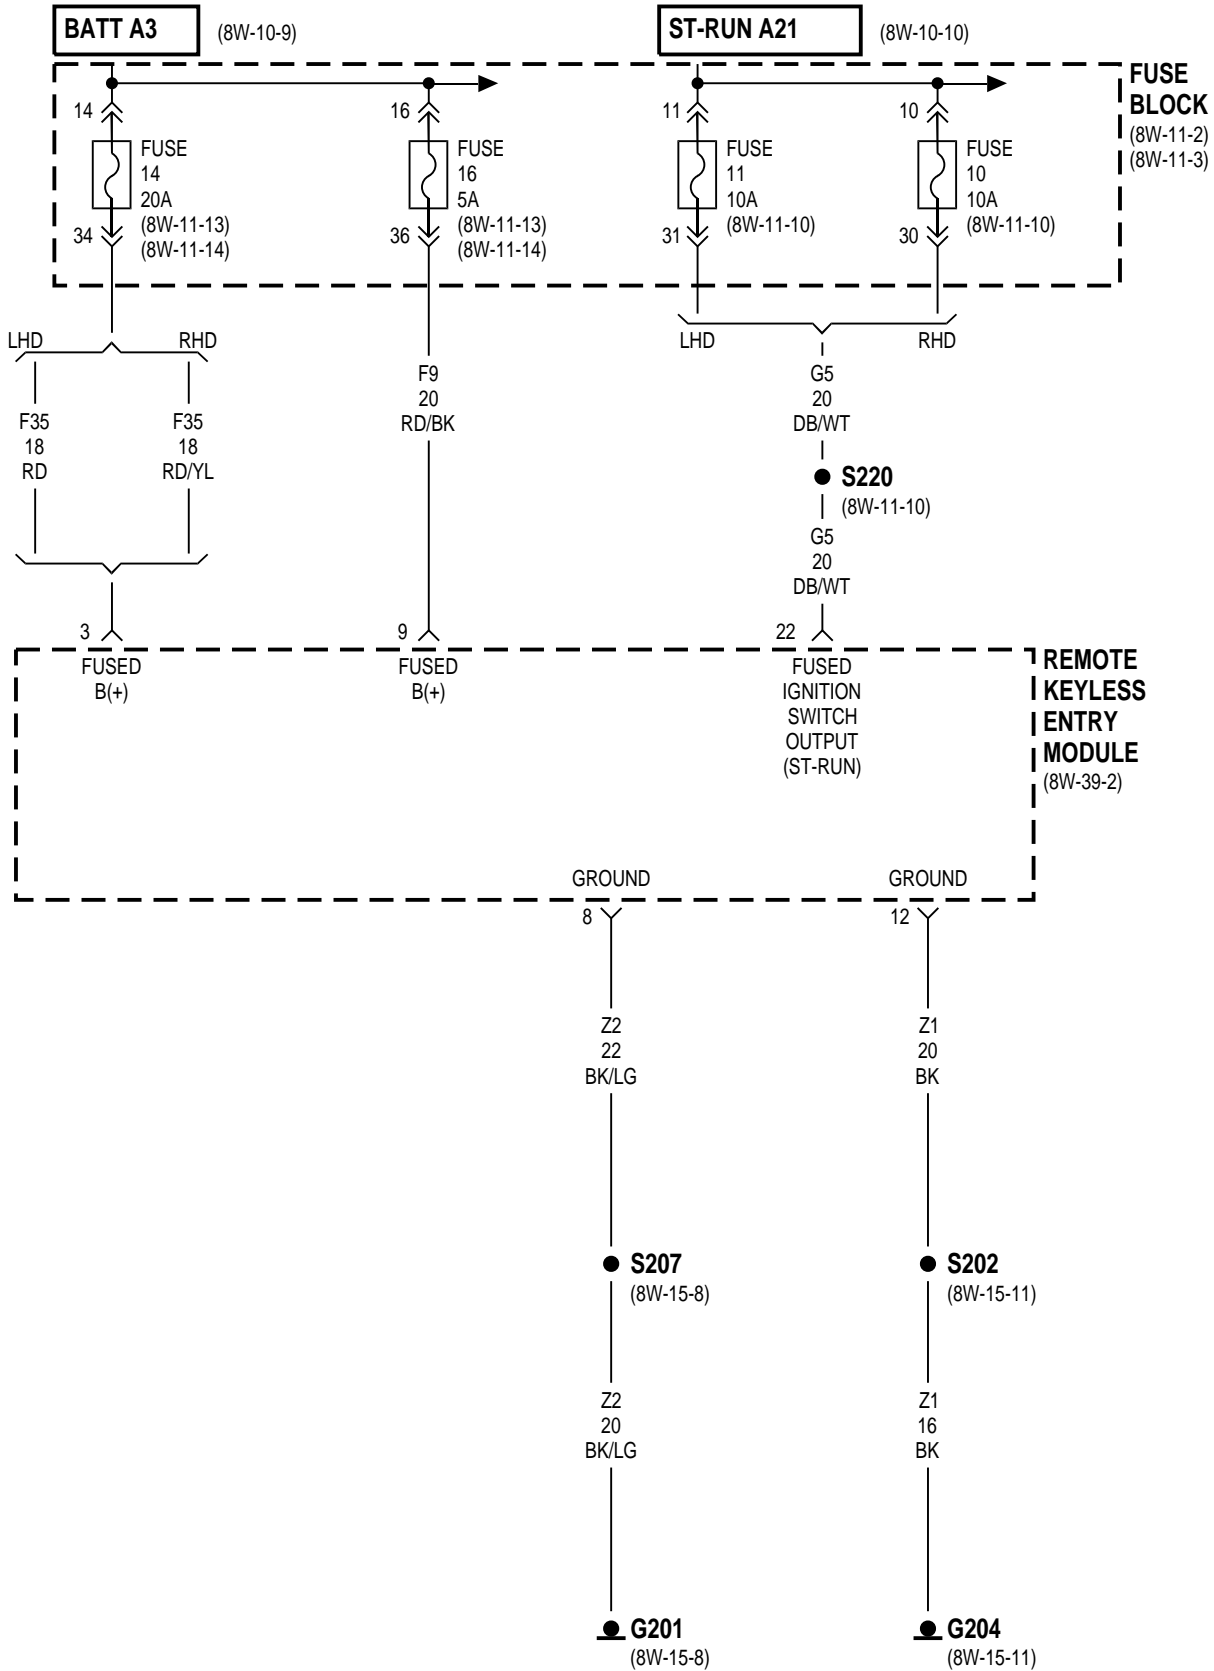 BATT A3
(8W-10-9)
ST-RUN A21
(8W-10-10)
FUSE
BLOCK
(8W-11-2)
(8W-11-3)
14
FUSE
14
20A
(8W-11-13)
(8W-11-14)
34
16
FUSE
16
5A
(8W-11-13)
(8W-11-14)
36
11
FUSE
11
10A
(8W-11-10)
31
10
FUSE
10
10A
(8W-11-10)
30
LHD
RHD
LHD
RHD
F35
18
RD
F35
18
RD/YL
F9
20
RD/BK
G5
20
DB/WT
S220
(8W-11-10)
G5
20
DB/WT
3
9
22
FUSED
B(+)
FUSED
B(+)
FUSED
IGNITION
SWITCH
OUTPUT
(ST-RUN)
REMOTE
KEYLESS
ENTRY
MODULE
(8W-39-2)
GROUND
GROUND
8
12
Z2
22
BK/LG
Z1
20
BK
S207
(8W-15-8)
S202
(8W-15-11)
Z2
20
BK/LG
Z1
16
BK
G201
(8W-15-8)
G204
(8W-15-11)